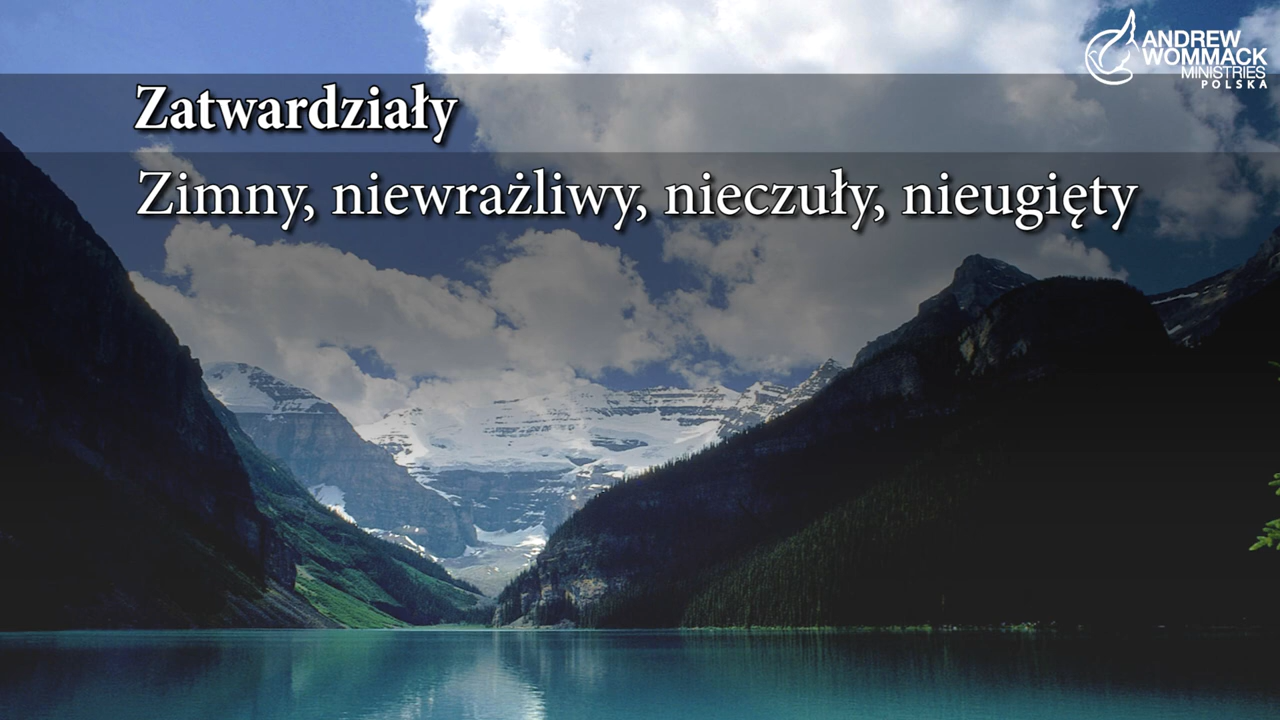 ANDREW
WOMMACK
MINISTRIES
POLSKA
Zatwardziały
Zimny, niewrażliwy, nieczuły, nieugięty